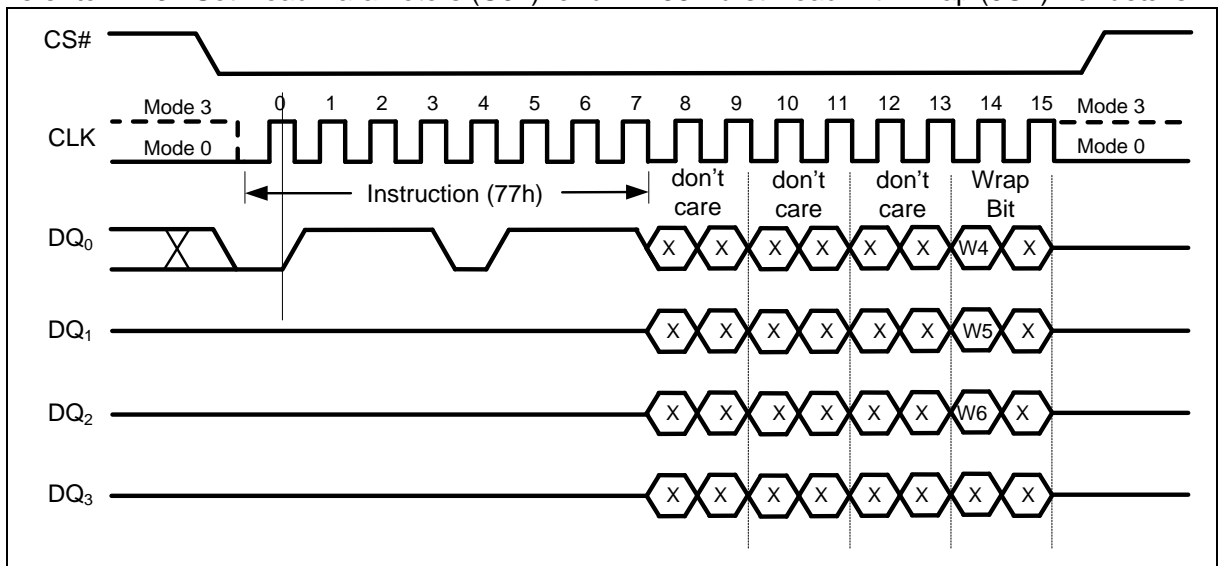 CS#
Mode 3 0 1 2 3 4 5 6 7 8 9 10 11 12 13 14 15 Mode 3
CLK
Mode 0 Mode 0
Instruction (77h) don't care don't care don't care Wrap Bit
DQ0 X X X X X X W4 X
DQ1 X X X X X X W5 X
DQ2 X X X X X X W6 X
DQ3 X X X X X X X X